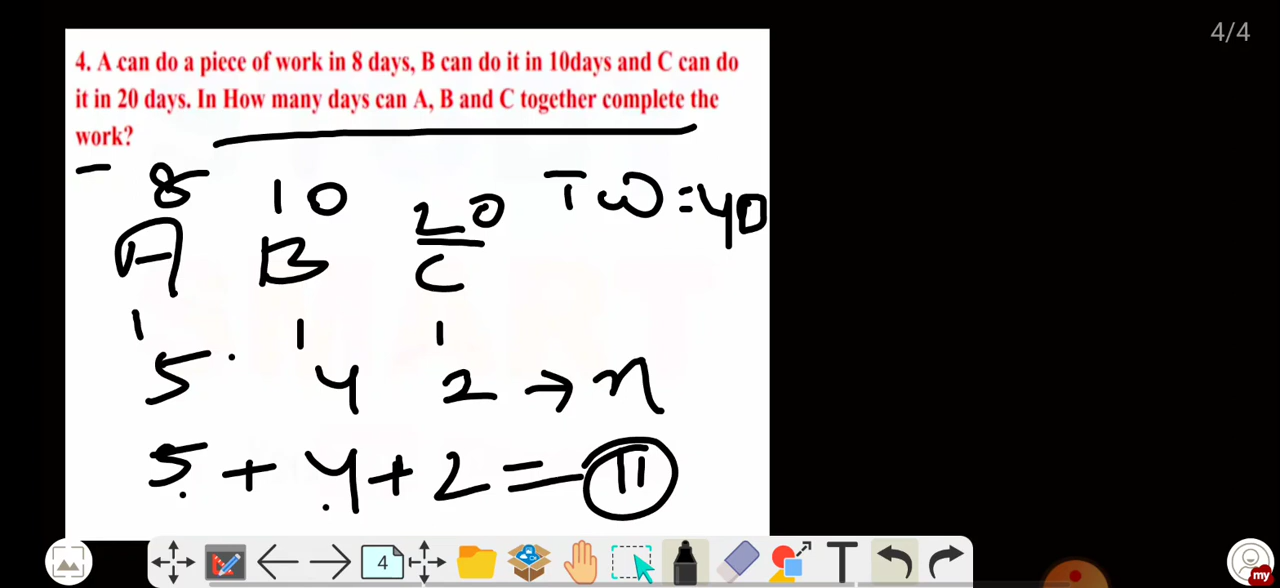 4/4
4. A can do a piece of work in 8 days, B can do it in 10days and C can do
it in 20 days. In How many days can A, B and C together complete the
work?
8 10 20 TW=40
A B C
1 1 1
5 4 2 → n
5 + 4 + 2 = 11
4 T
my